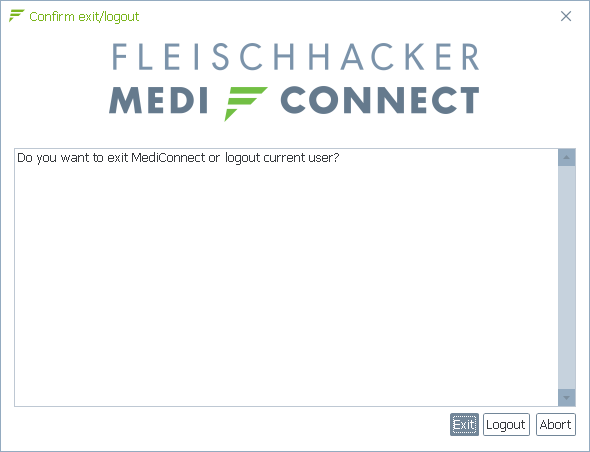 Confirm exit/logout
FLEISCHHACKER
MEDI CONNECT
Do you want to exit MediConnect or logout current user?
Exit Logout Abort